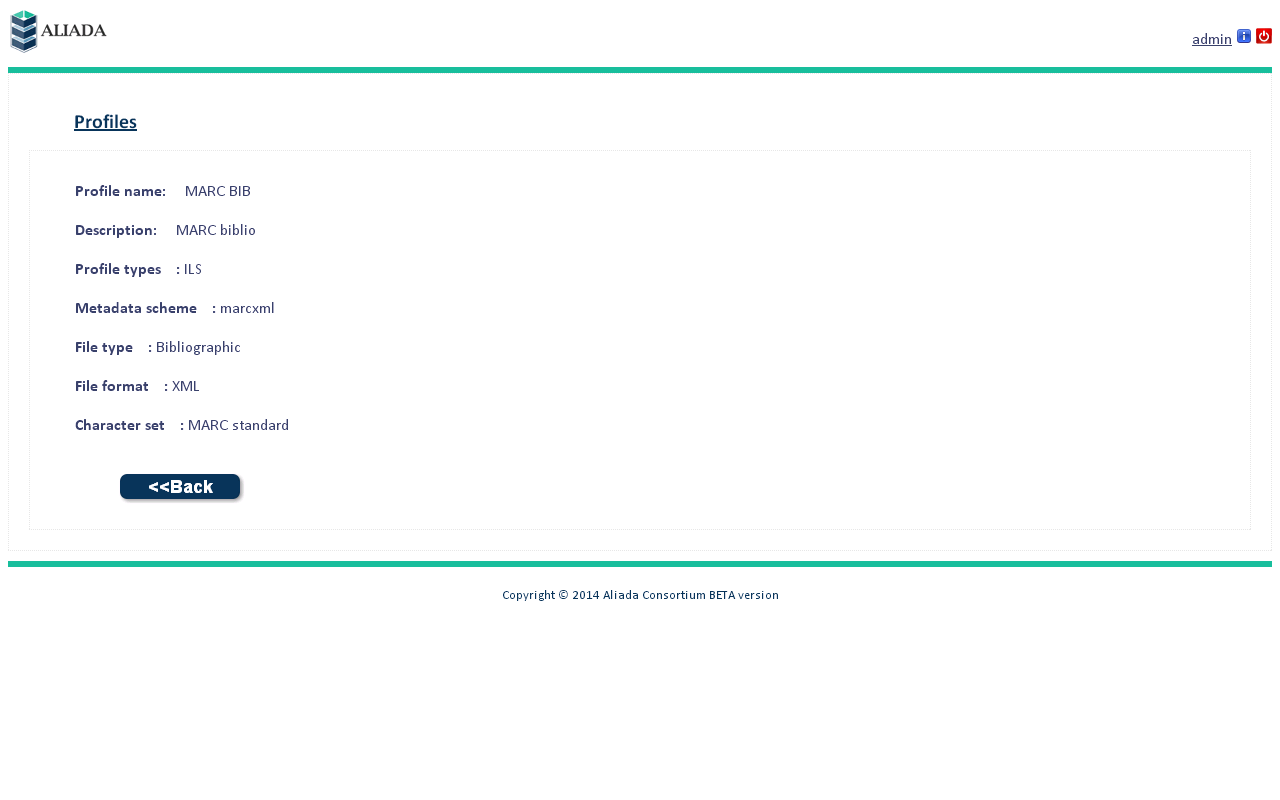 ALIADA
admin
Profiles
Profile name: MARC BIB
Description: MARC biblio
Profile types : ILS
Metadata scheme : marcxml
File type : Bibliographic
File format : XML
Character set : MARC standard
<<Back
Copyright © 2014 Aliada Consortium BETA version